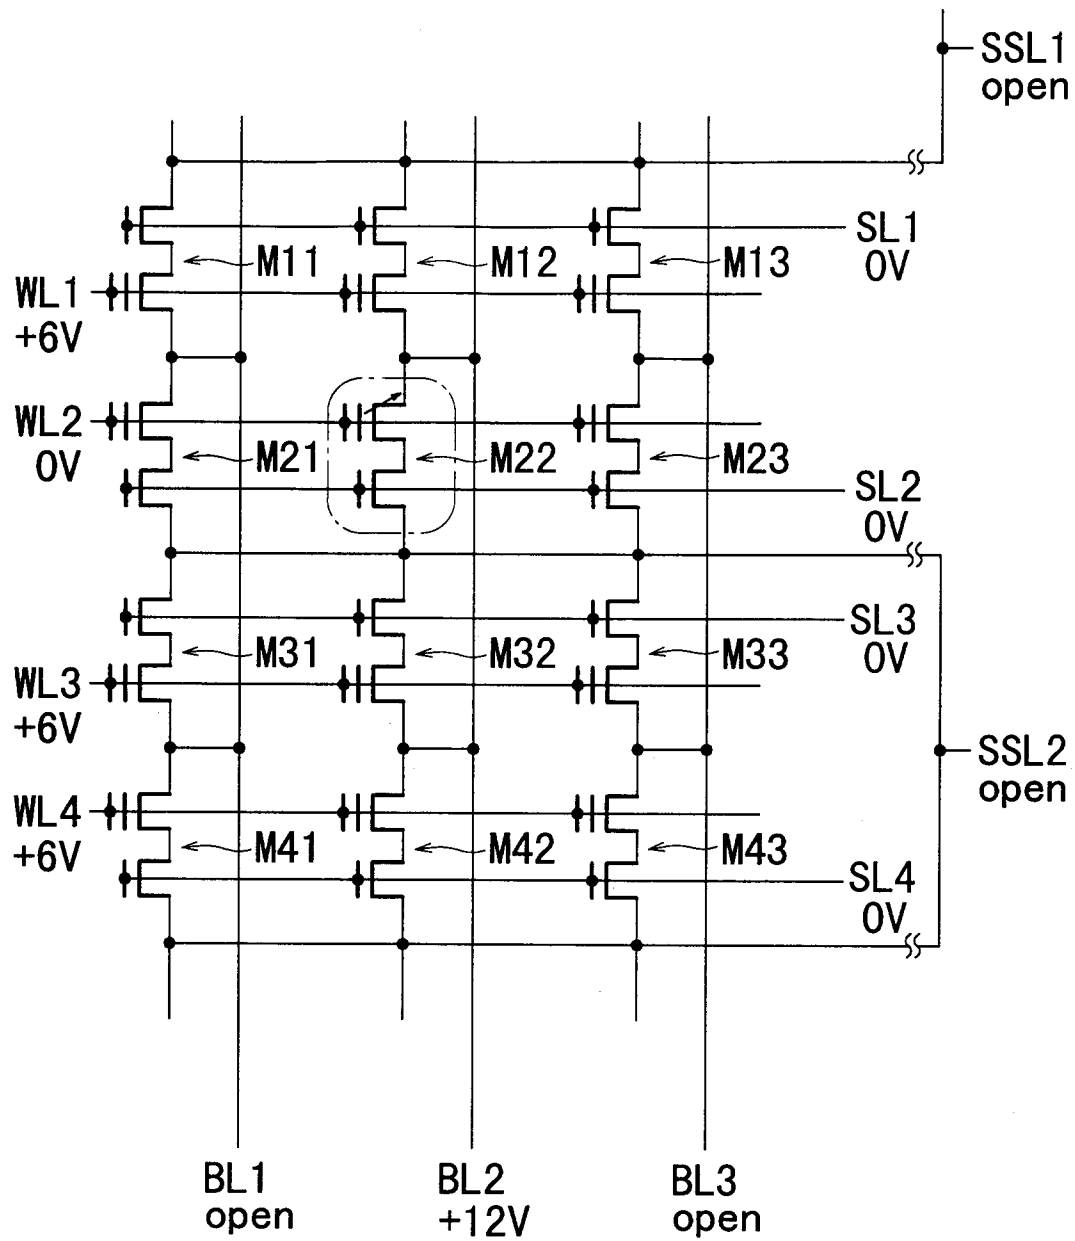 SSL1
open
SL1
0V
M11
M12
M13
WL1
+6V
WL2
0V
M21
M22
M23
SL2
0V
SL3
0V
M31
M32
M33
WL3
+6V
SSL2
open
WL4
+6V
M41
M42
M43
SL4
0V
BL1
open
BL2
+12V
BL3
open